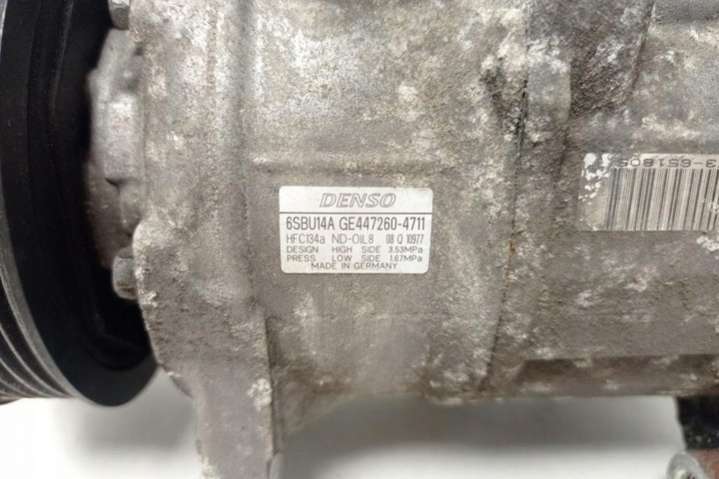 DENSO
6SBU14A GE447260-4711
HFC134a ND-OIL8 08 Q 10977
DESIGN HIGH SIDE 3.53MPa
PRESS LOW SIDE 1.67MPa
MADE IN GERMANY